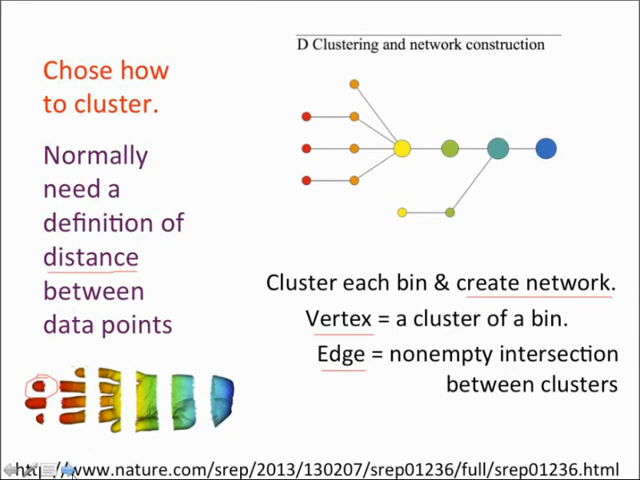 D Clustering and network construction
Chose how
to cluster.
Normally
need a
definition of
distance
between
data points
Cluster each bin & create network.
Vertex = a cluster of a bin.
Edge = nonempty intersection
between clusters
http://www.nature.com/srep/2013/130207/srep01236/full/srep01236.html